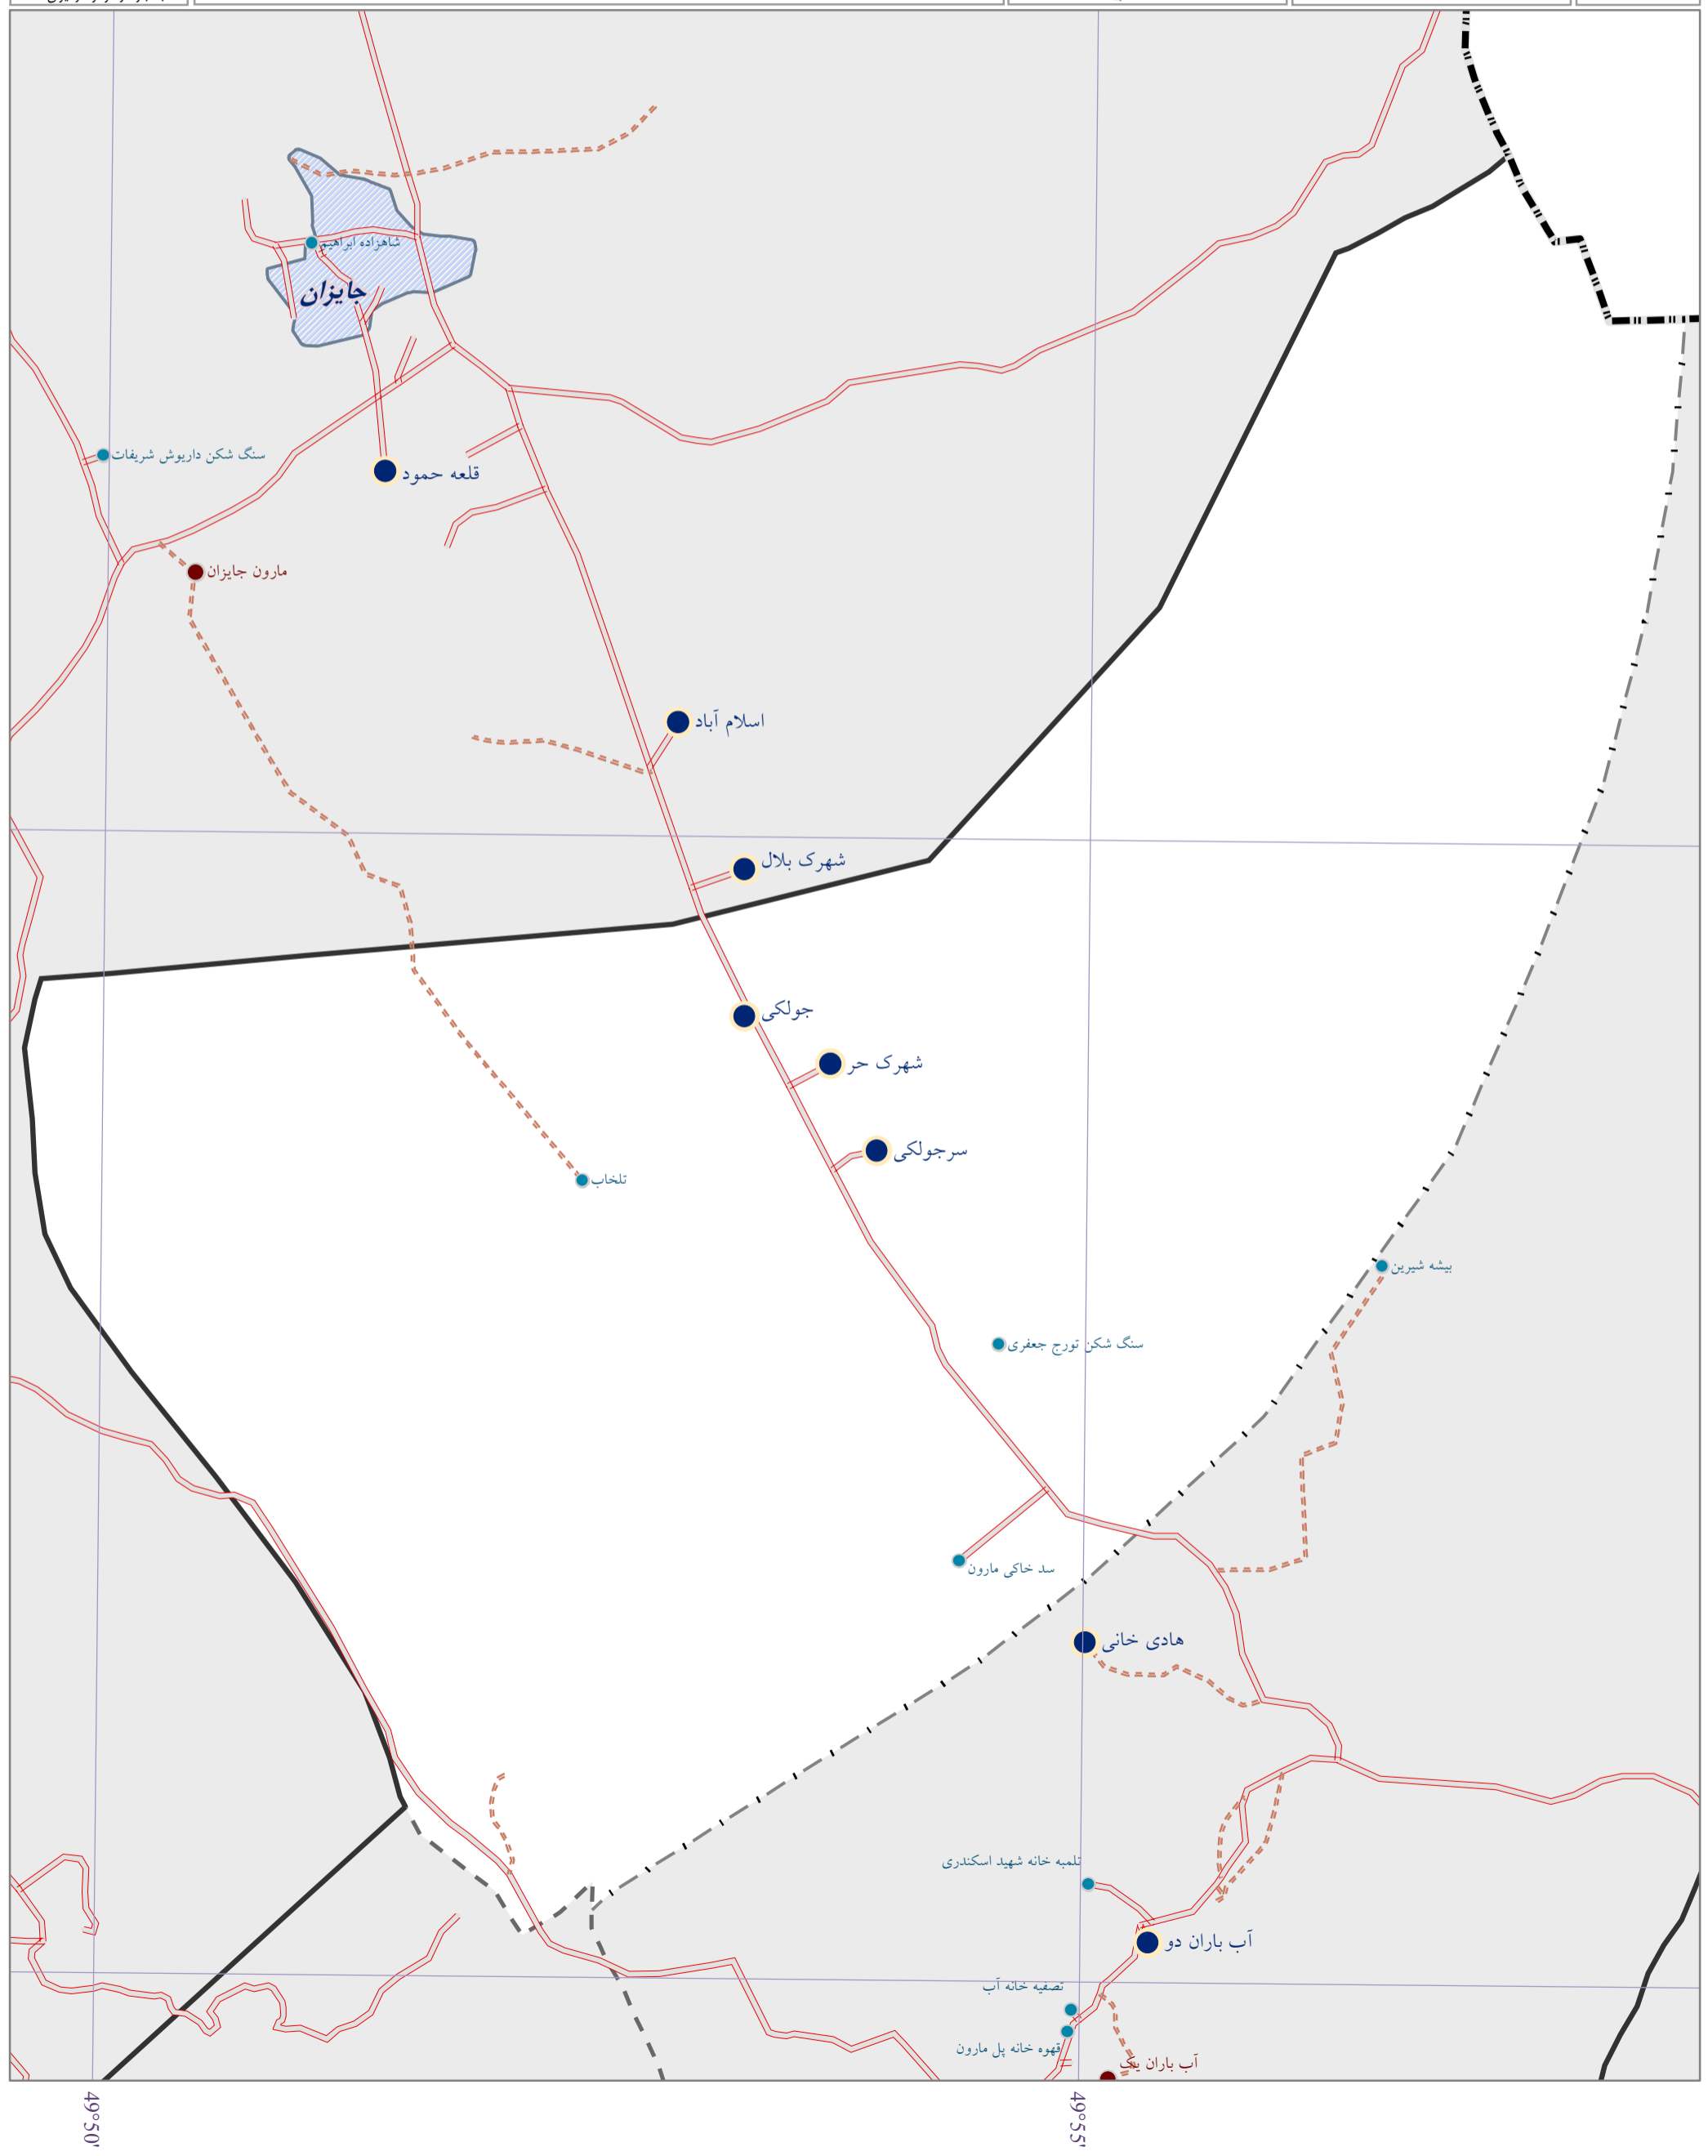 شاهزاده ابراهیم
جایزان
سنگ شکن داریوش شریفات
قلعه حمود
مارون جایزان
اسلام آباد
شهرک بلال
جولکی
شهرک حر
سرجولکی
تلخاب
بیشه شیرین
سنگ شکن تورج جعفری
سد خاکی مارون
هادی خانی
تلمبه خانه شهید اسکندری
آب باران دو
تصفیه خانه آب
قهوه خانه پل مارون
آب باران یک
49°50'
49°55'